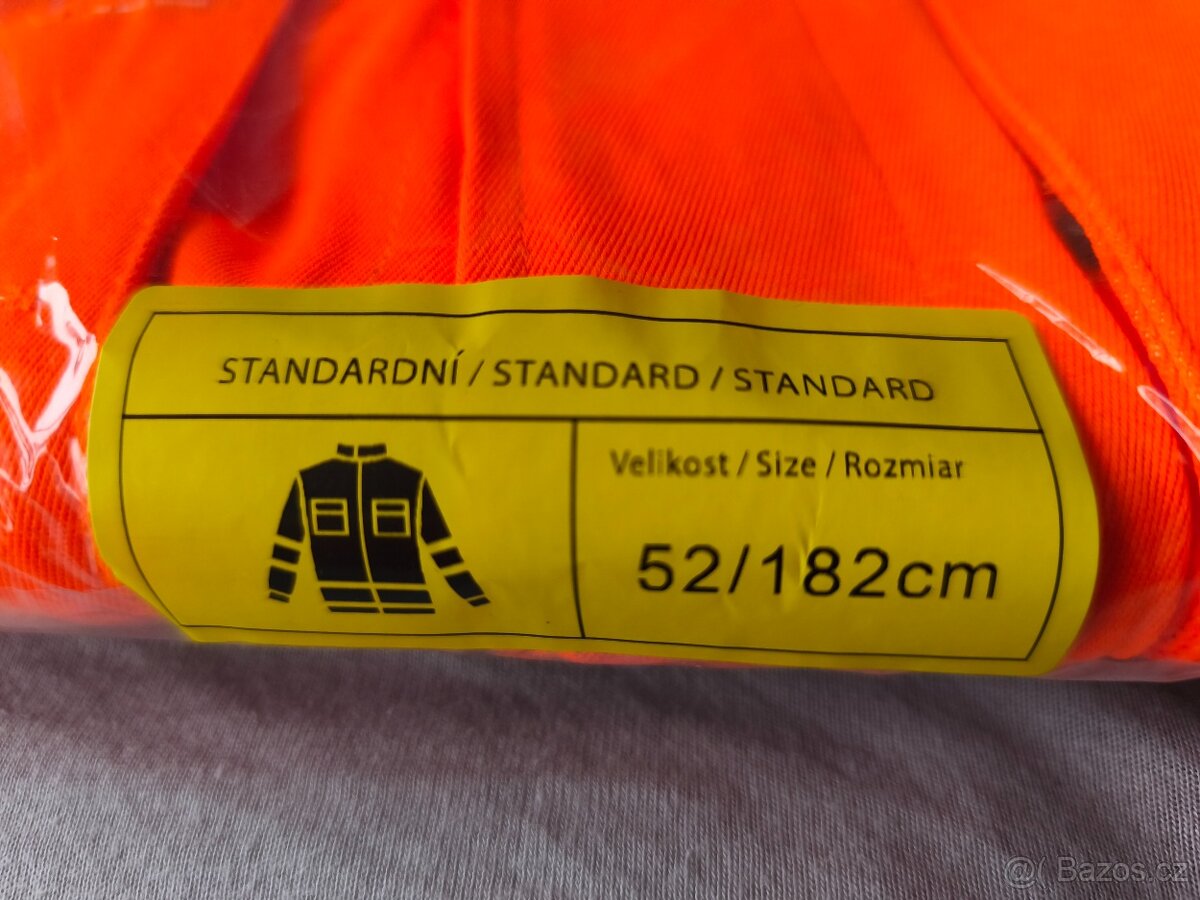 STANDARDNÍ / STANDARD / STANDARD
Velikost / Size / Rozmiar
52/182cm
@( Bazos.cz